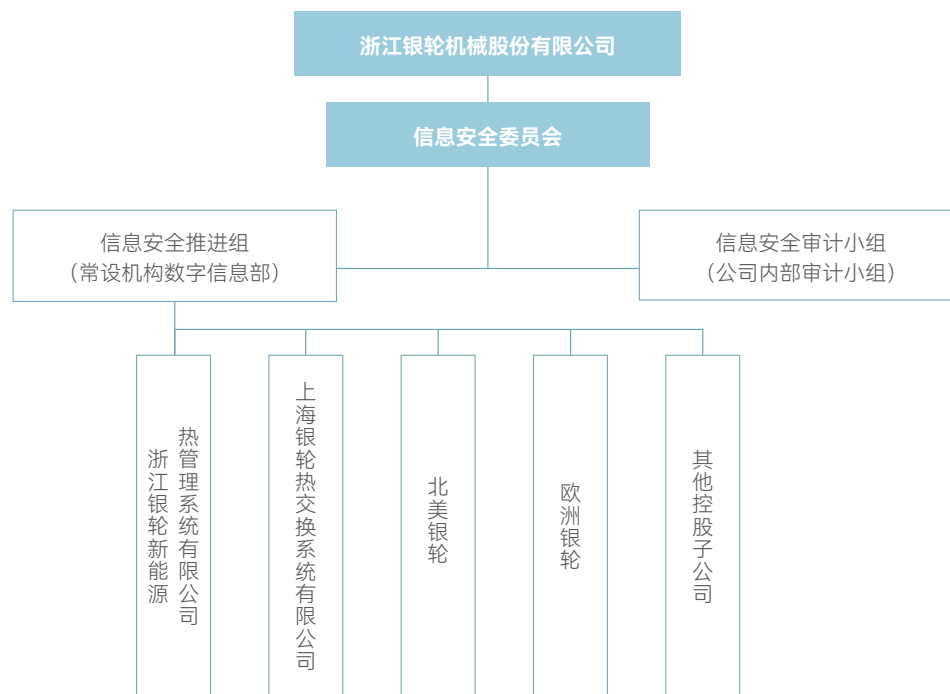 浙江银轮机械股份有限公司
信息安全委员会
信息安全推进组
（常设机构数字信息部）
信息安全审计小组
（公司内部审计小组）
浙江银轮新能源
热管理系统有限公司
上海银轮热交换系统有限公司
北美银轮
欧洲银轮
其他控股子公司